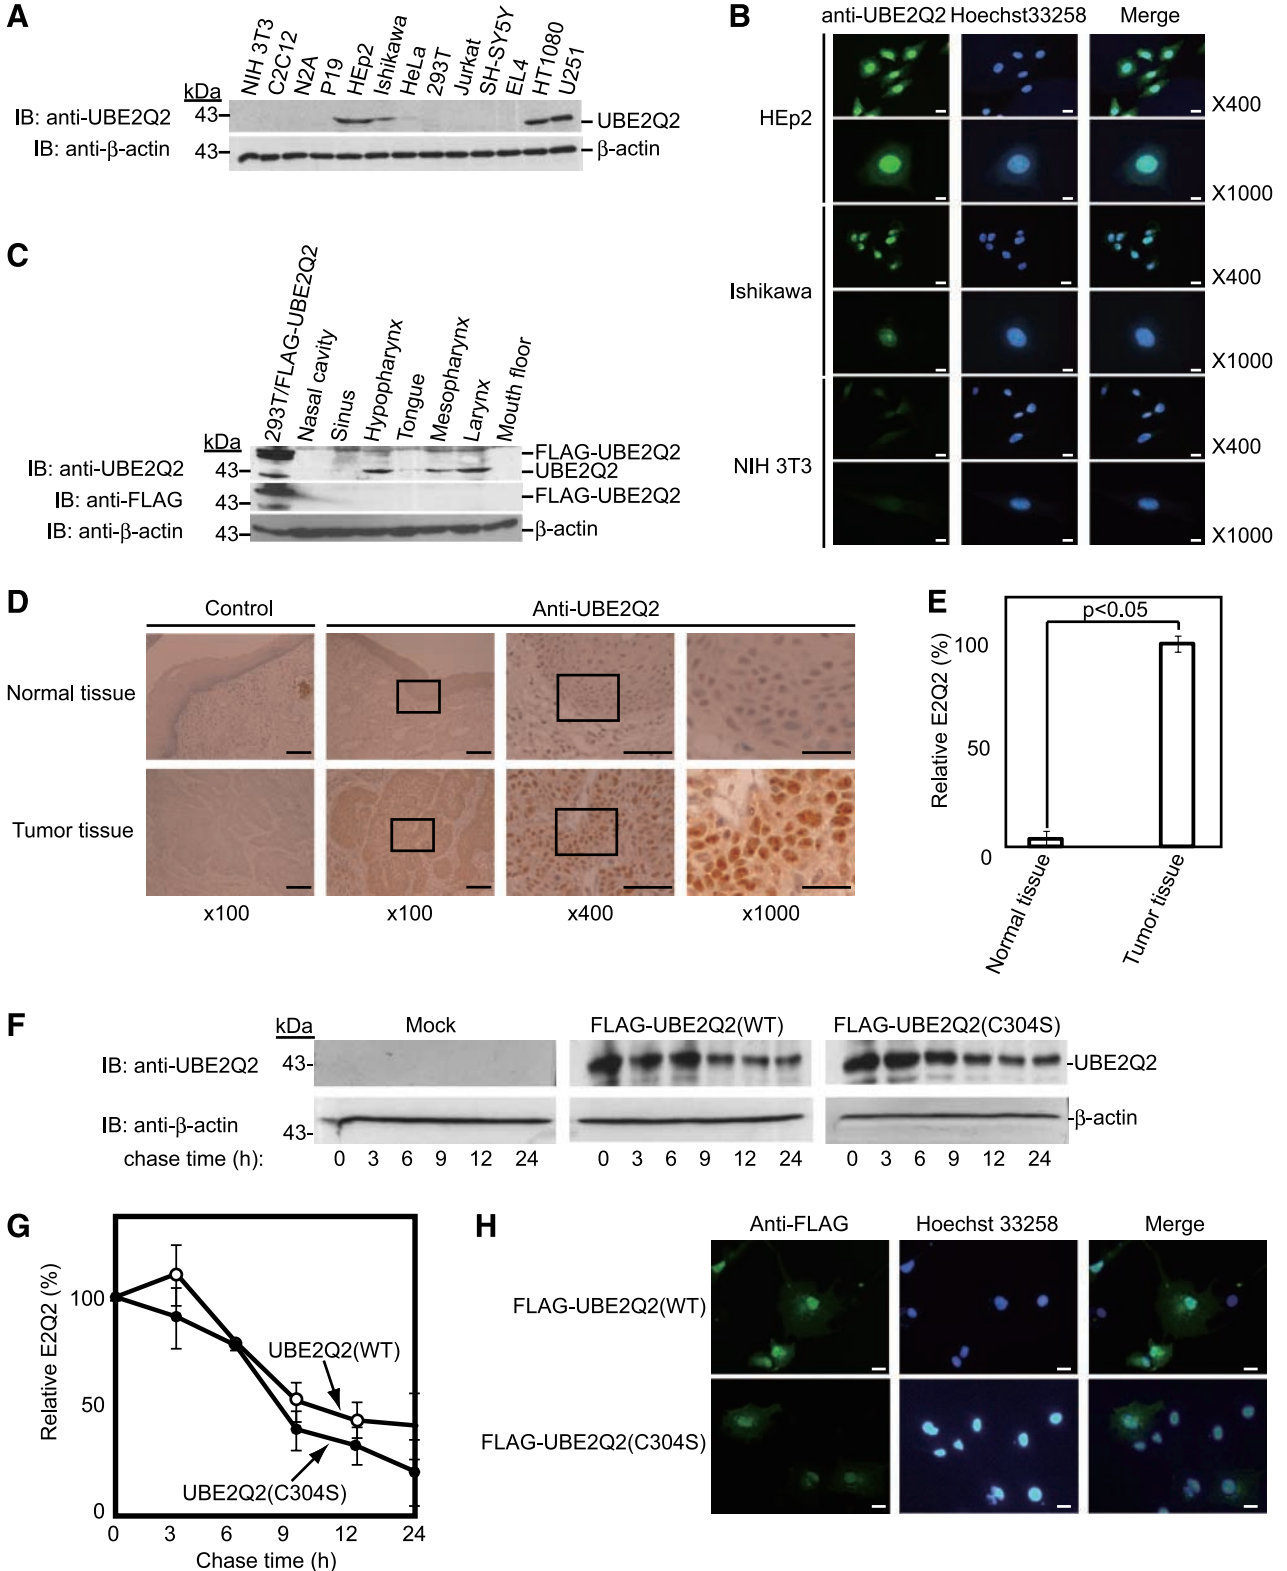 A
NIH 3T3
C2C12
N2A
P19
HEp2
Ishikawa
HeLa
293T
Jurkat
SH-SY5Y
EL4
HT1080
U251
kDa
IB: anti-UBE2Q2
43
UBE2Q2
IB: anti-β-actin
43
β-actin
B
anti-UBE2Q2 Hoechst33258 Merge
HEp2
X400
X1000
Ishikawa
X400
X1000
NIH 3T3
X400
X1000
C
293T/FLAG-UBE2Q2
Nasal cavity
Sinus
Hypopharynx
Tongue
Mesopharynx
Larynx
Mouth floor
kDa
FLAG-UBE2Q2
IB: anti-UBE2Q2
43
UBE2Q2
IB: anti-FLAG
43
FLAG-UBE2Q2
IB: anti-β-actin
43
β-actin
D
Control
Anti-UBE2Q2
Normal tissue
Tumor tissue
x100
x100
x400
x1000
E
p<0.05
Relative E2Q2 (%)
100
50
0
Normal tissue
Tumor tissue
F
kDa
Mock
FLAG-UBE2Q2(WT)
FLAG-UBE2Q2(C304S)
IB: anti-UBE2Q2
43-
-UBE2Q2
IB: anti-β-actin
43-
-β-actin
chase time (h):
0 3 6 9 12 24
0 3 6 9 12 24
0 3 6 9 12 24
G
Relative E2Q2 (%)
100
50
0
UBE2Q2(WT)
UBE2Q2(C304S)
0 3 6 9 12 24
Chase time (h)
H
Anti-FLAG
Hoechst 33258
Merge
FLAG-UBE2Q2(WT)
FLAG-UBE2Q2(C304S)